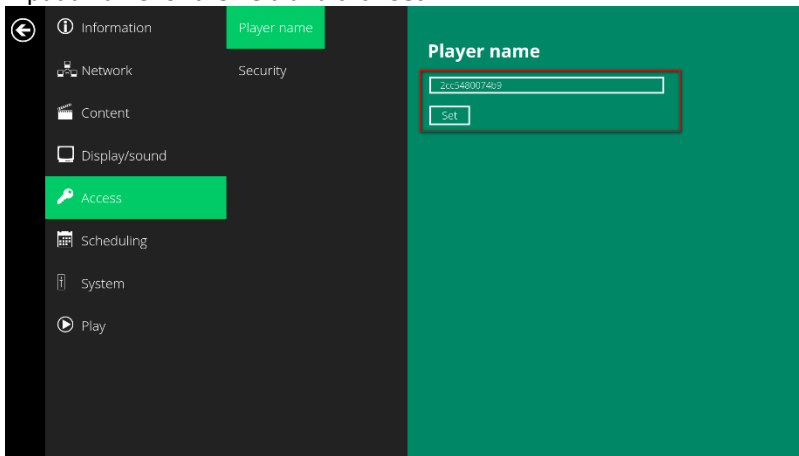 Information
Network
Content
Display/sound
Access
Scheduling
System
Play
Player name
Security
Player name
2cc5480074b9
Set